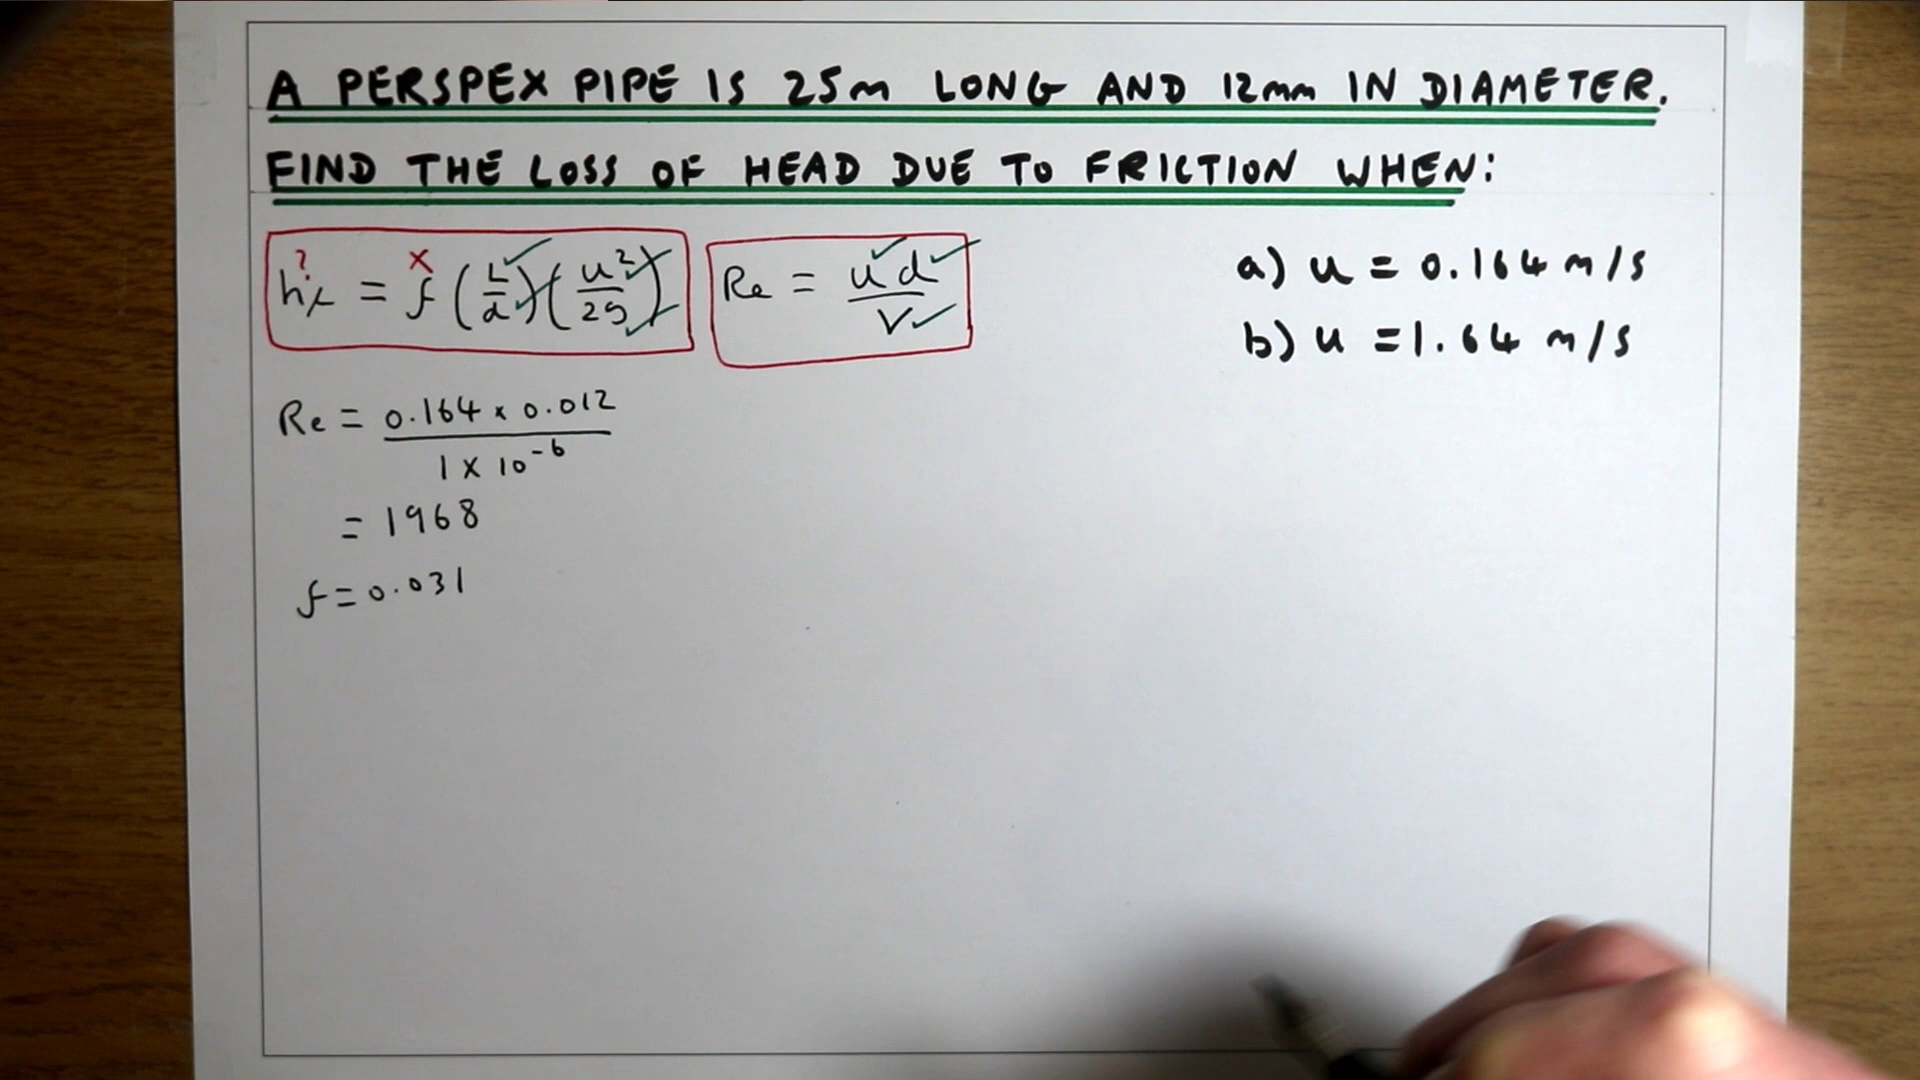 A PERSPEX PIPE IS 25m LONG AND 12mm IN DIAMETER.
FIND THE LOSS OF HEAD DUE TO FRICTION WHEN:
? x
hf = f (L/d)(u²/2g)
Re = ud/ν
a) u = 0.164 m/s
b) u = 1.64 m/s
Re = 0.164 × 0.012
1 × 10⁻⁶
= 1968
f = 0.031